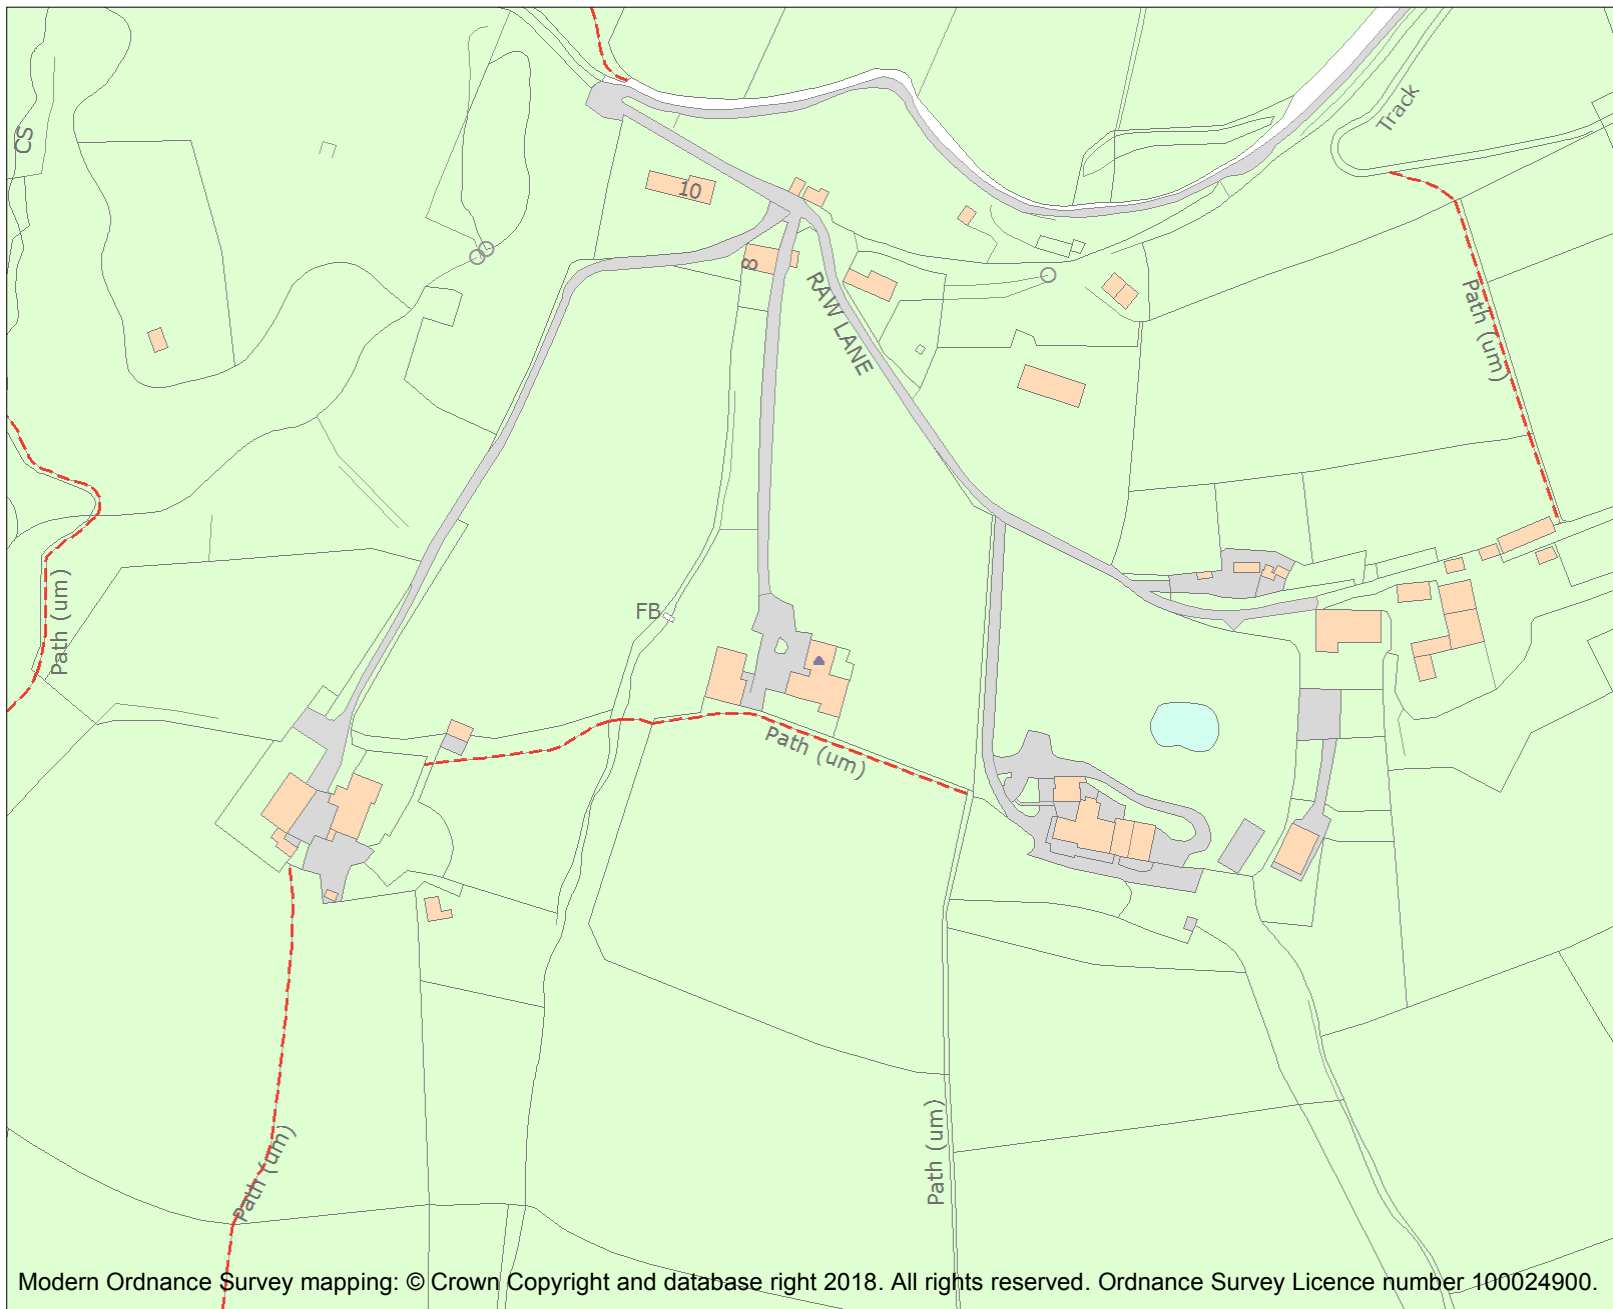 CS
Track
10
8
RAW LANE
Path (um)
Path (um)
FB
Path (um)
Path (um)
Path (um)
Modern Ordnance Survey mapping: © Crown Copyright and database right 2018. All rights reserved. Ordnance Survey Licence number 100024900.